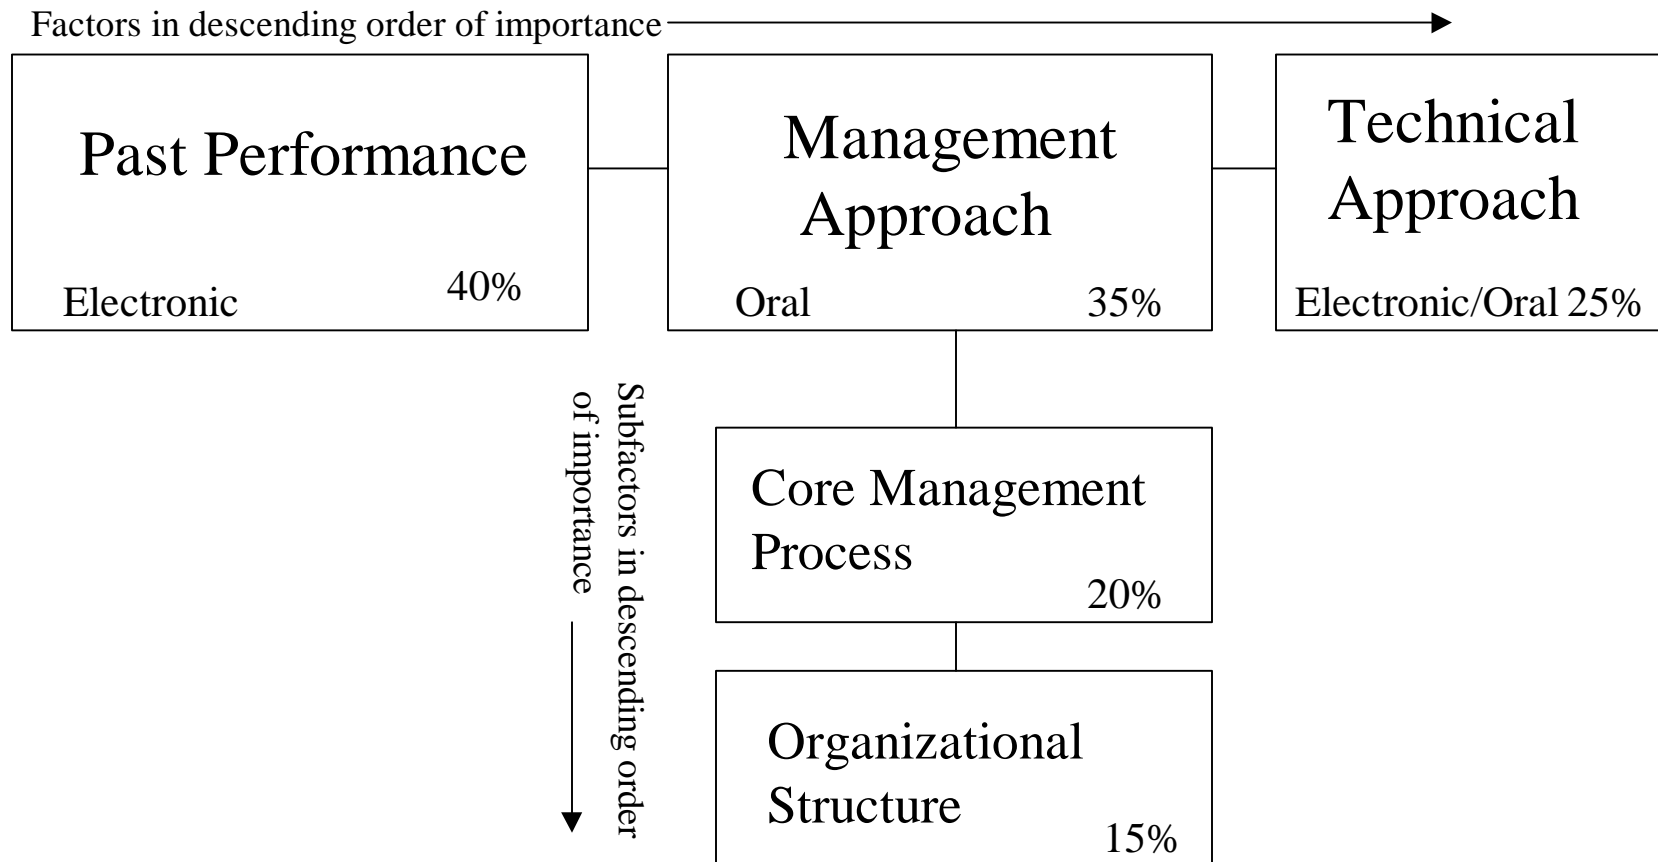 Factors in descending order of importance
Past Performance
Electronic
40%
Management
Approach
Oral
35%
Technical
Approach
Electronic/Oral 25%
Subfactors in descending order
of importance
Core Management
Process
20%
Organizational
Structure
15%